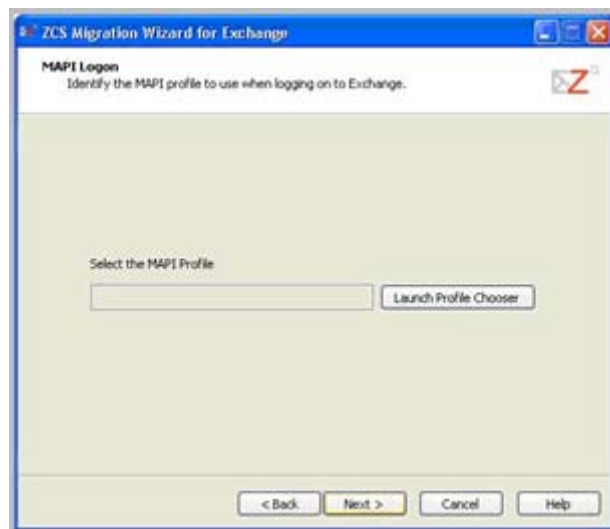 ZCS Migration Wizard for Exchange
MAPI Logon
Identify the MAPI profile to use when logging on to Exchange.
Z
Select the MAPI Profile
Launch Profile Chooser
< Back Next > Cancel Help